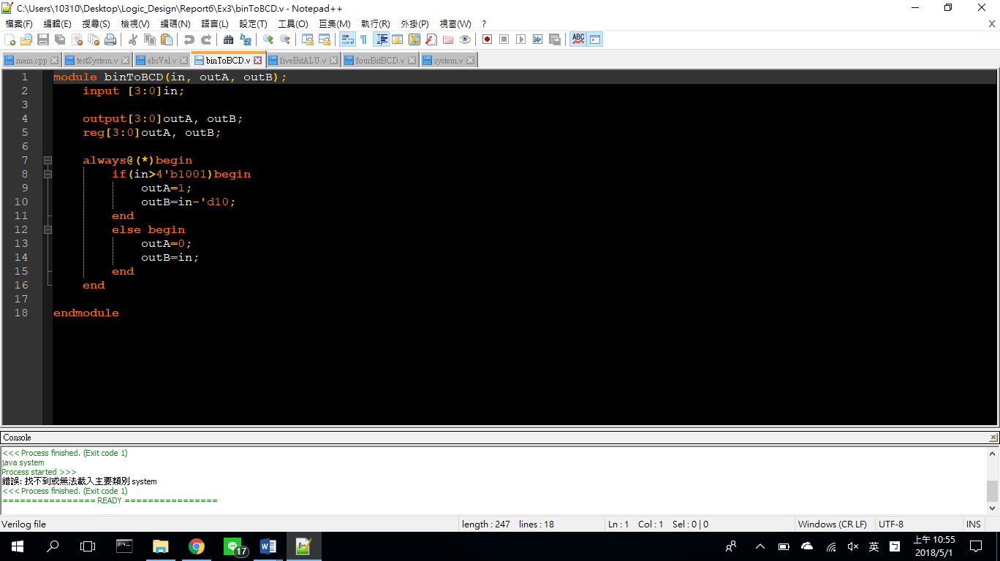 C:\Users\10310\Desktop\Logic_Design\Report6\Ex3\binToBCD.v - Notepad++
檔案(F) 編輯(E) 搜尋(S) 檢視(V) 編碼(N) 語言(L) 設定(T) 工具(O) 巨集(M) 執行(R) 外掛(P) 視窗(W) ? X
main.cpp testSystem.v absVal.v binToBCD.v fiveBitALU.v fourBitBCD.v system.v
1 module binToBCD(in, outA, outB);
2 input [3:0]in;
3
4 output[3:0]outA, outB;
5 reg[3:0]outA, outB;
6
7 always@(*)begin
8 if(in>4'b1001)begin
9 outA=1;
10 outB=in-'d10;
11 end
12 else begin
13 outA=0;
14 outB=in;
15 end
16 end
17
18 endmodule
Console
<<< Process finished. (Exit code 1)
java system
Process started >>>
錯誤: 找不到或無法載入主要類別 system
<<< Process finished. (Exit code 1)
================ READY ================
Verilog file length : 247 lines : 18 Ln : 1 Col : 1 Sel : 0 | 0 Windows (CR LF) UTF-8 INS
17 英 上午 10:55
2018/5/1